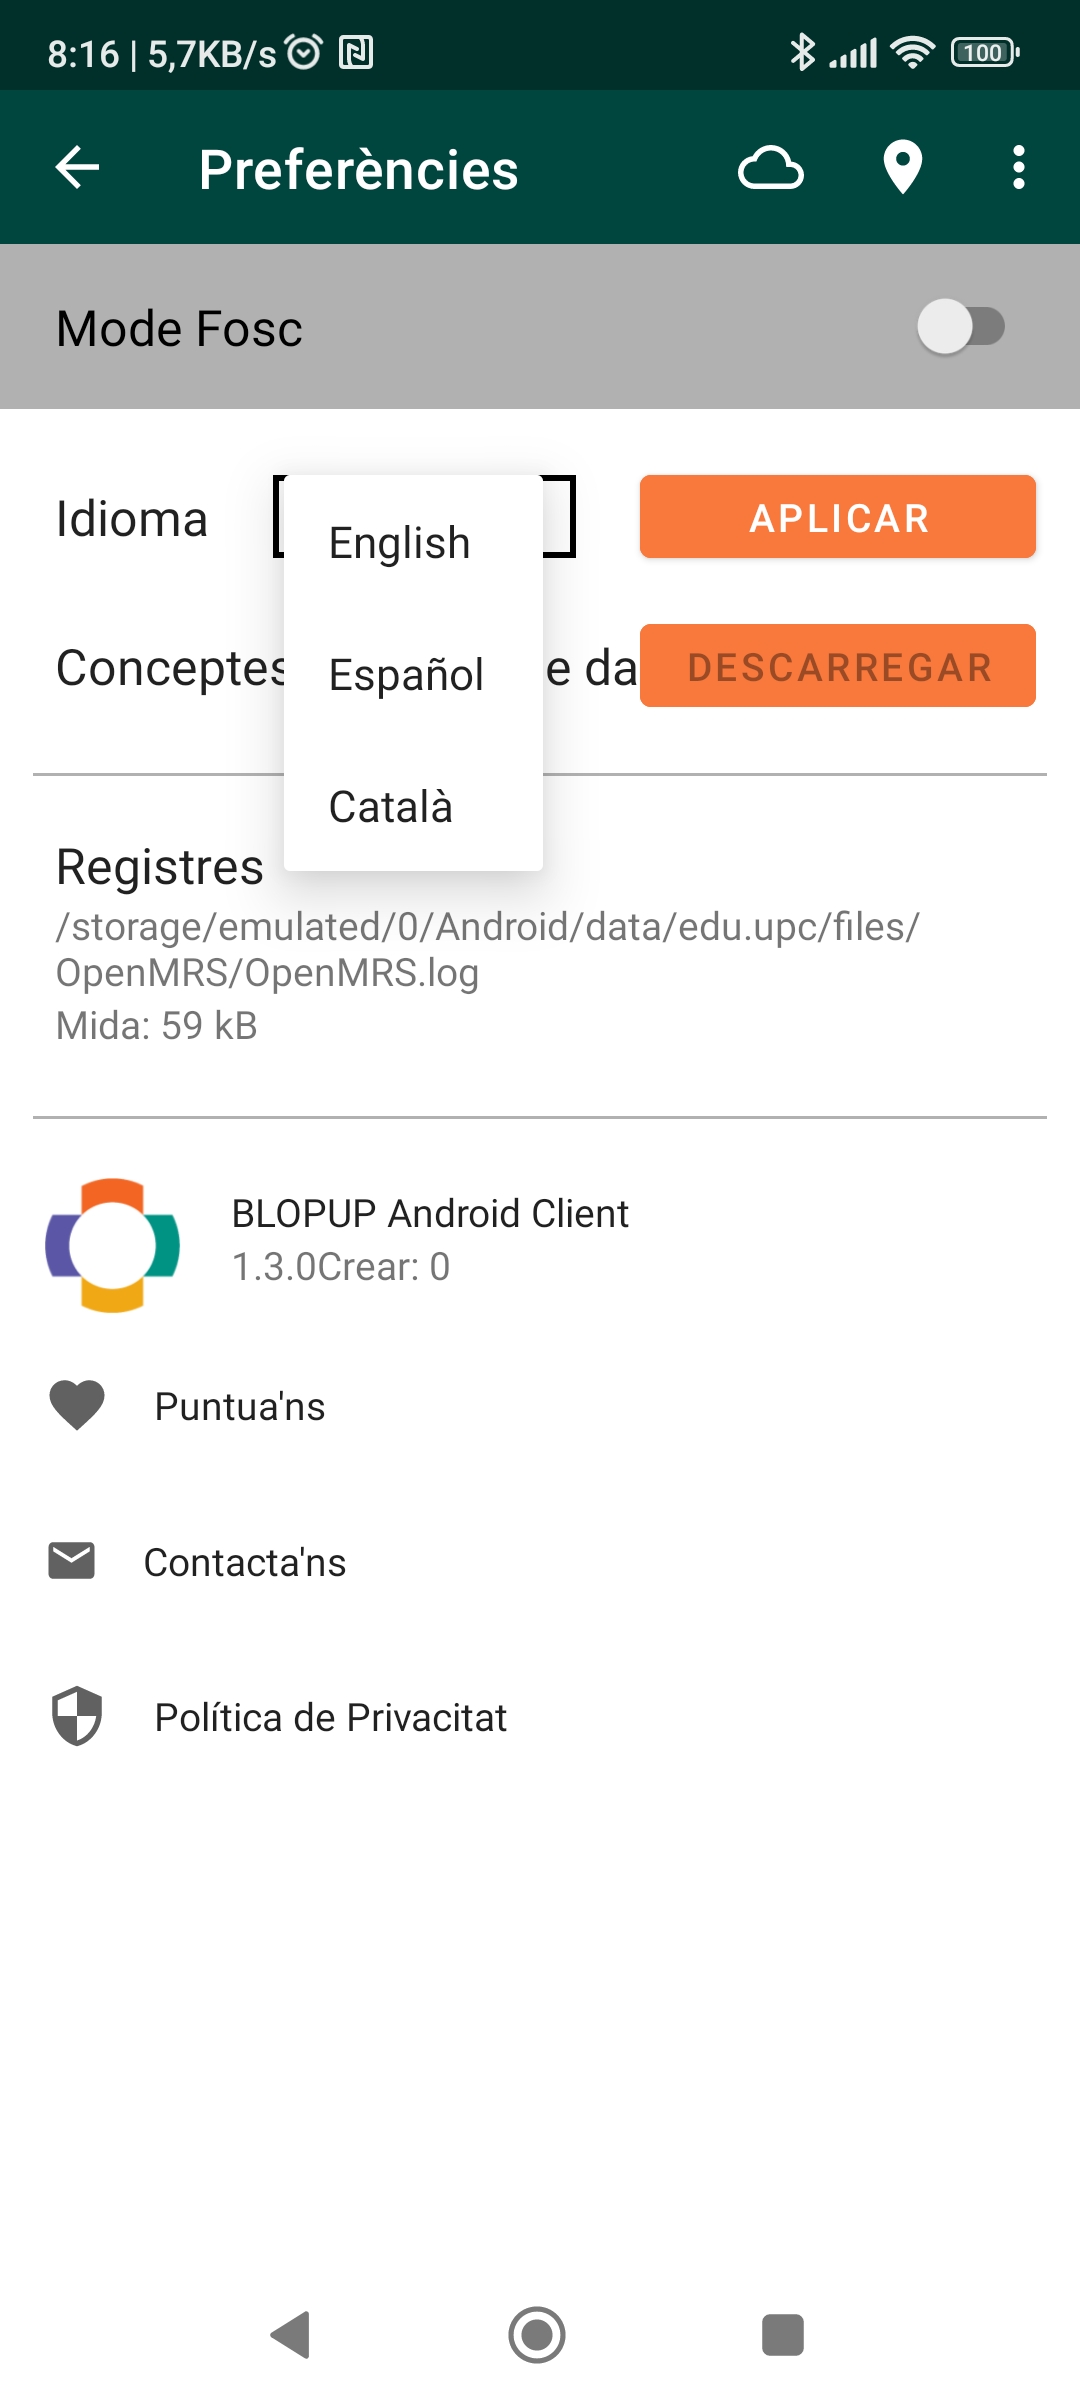 8:16 | 5,7KB/s
100
Preferències
Mode Fosc
Idioma
English
APLICAR
Conceptes
Español
e da
DESCARREGAR
Català
Registres
/storage/emulated/0/Android/data/edu.upc/files/
OpenMRS/OpenMRS.log
Mida: 59 kB
BLOPUP Android Client
1.3.0Crear: 0
Puntua'ns
Contacta'ns
Política de Privacitat